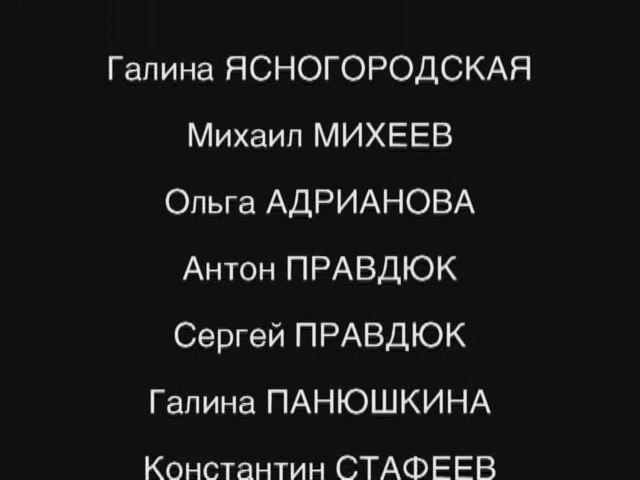 Галина ЯСНОГОРОДСКАЯ
Михаил МИХЕЕВ
Ольга АДРИАНОВА
Антон ПРАВДЮК
Сергей ПРАВДЮК
Галина ПАНЮШКИНА
Константин СТАФЕЕВ